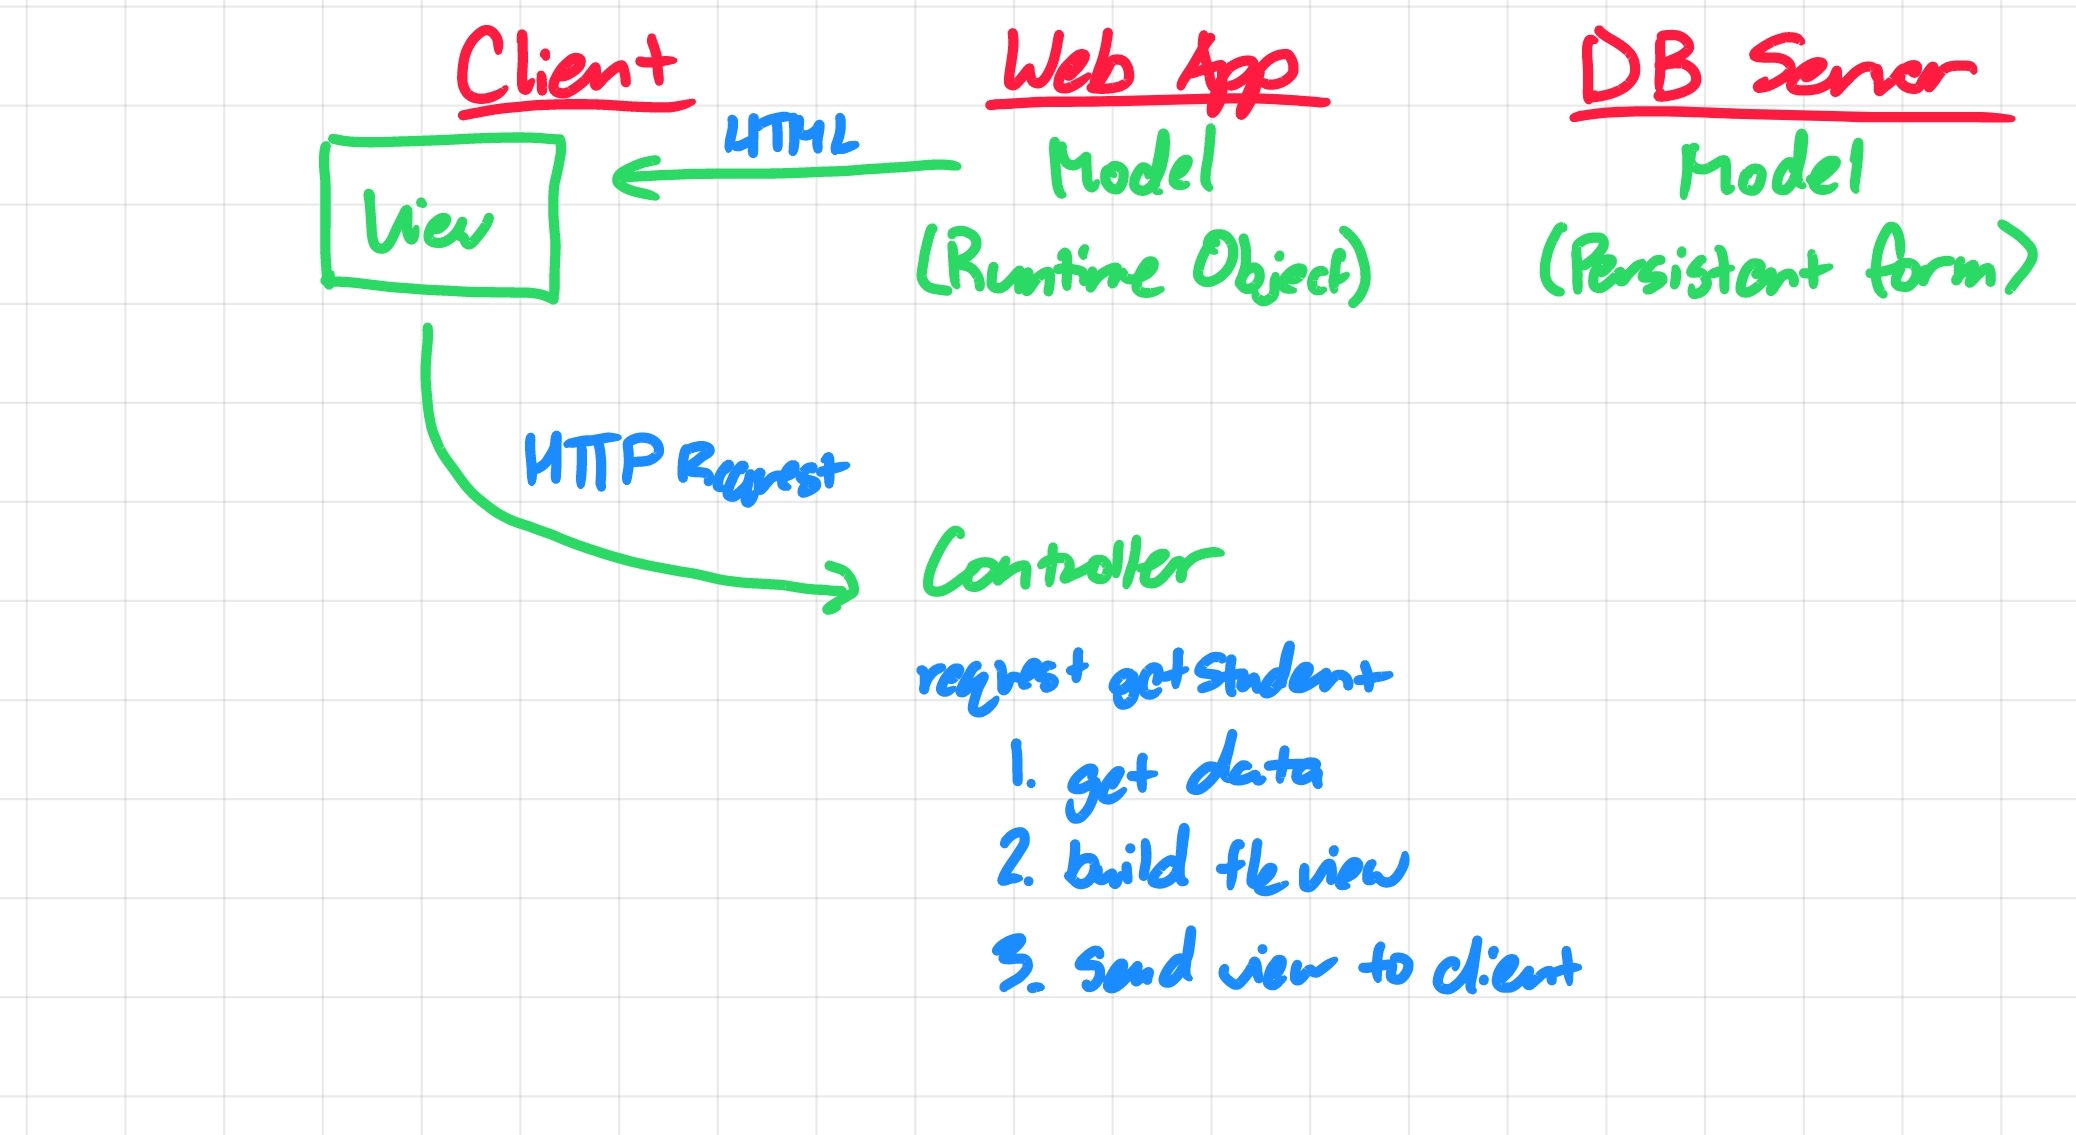 Client Web App DB Server
HTML
View Model Model
(Runtime Object) (Persistent form)
HTTP Request
Controller
request getStudent
1. get data
2. build the view
3. send view to client